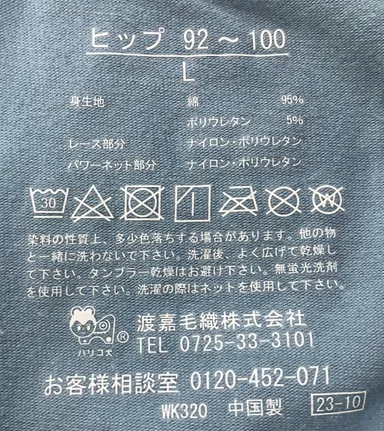 ヒップ 92～100
L
身生地 綿 95%
ポリウレタン 5%
レース部分 ナイロン・ポリウレタン
パワーネット部分 ナイロン・ポリウレタン
30
染料の性質上、多少色落ちする場合があります。他の物
と一緒に洗わないで下さい。洗濯後、よく広げて乾燥し
て下さい。タンブラー乾燥はお避け下さい。無蛍光洗剤
を使用して下さい。洗濯の際はネットを使用して下さい。
ハリコ犬 ® 渡嘉毛織株式会社
TEL 0725-33-3101
お客様相談室 0120-452-071
WK320 中国製 23-10